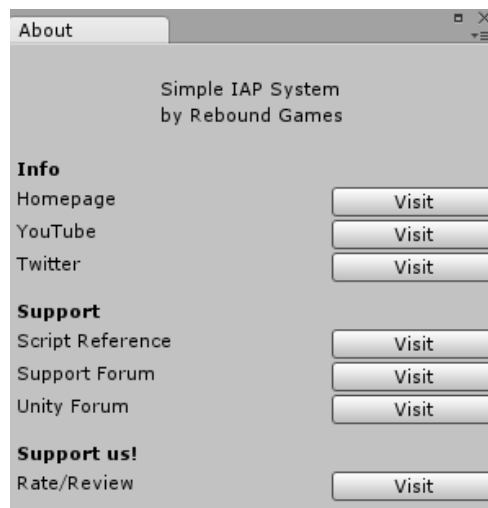 About
Simple IAP System
by Rebound Games
Info
Homepage Visit
YouTube Visit
Twitter Visit
Support
Script Reference Visit
Support Forum Visit
Unity Forum Visit
Support us!
Rate/Review Visit